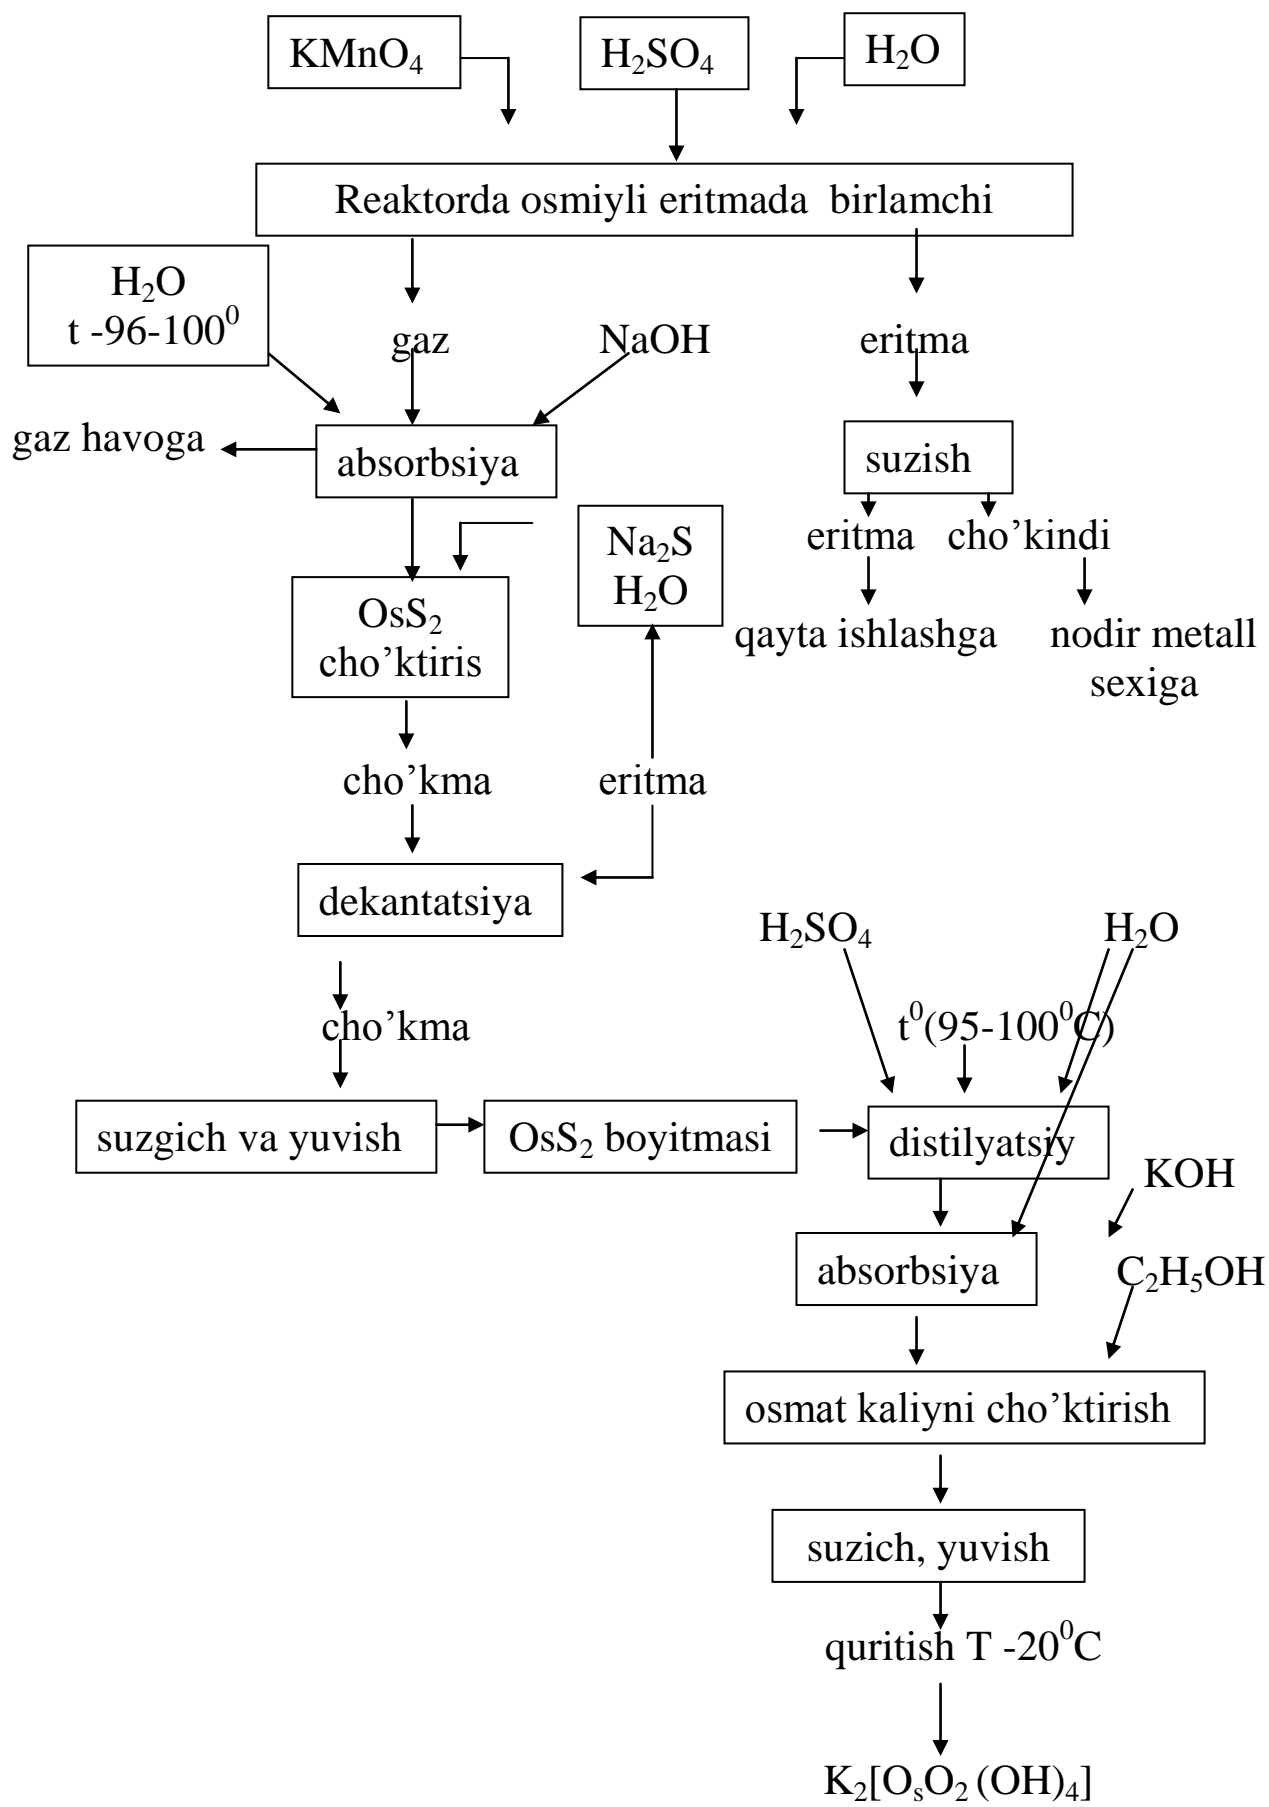 KMnO₄
H₂SO₄
H₂O
Reaktorda osmiyli eritmada birlamchi
H₂O
t -96-100⁰
gaz
NaOH
eritma
gaz havoga
absorbsiya
suzish
Na₂S
H₂O
eritma
cho’kindi
OsS₂
cho’ktiris
qayta ishlashga
nodir metall
sexiga
cho’kma
eritma
dekantatsiya
H₂SO₄
H₂O
cho’kma
t⁰(95-100⁰C)
suzgich va yuvish
OsS₂ boyitmasi
distilyatsiy
KOH
absorbsiya
C₂H₅OH
osmat kaliyni cho’ktirish
suzich, yuvish
quritish T -20⁰C
K₂[OₛO₂ (OH)₄]